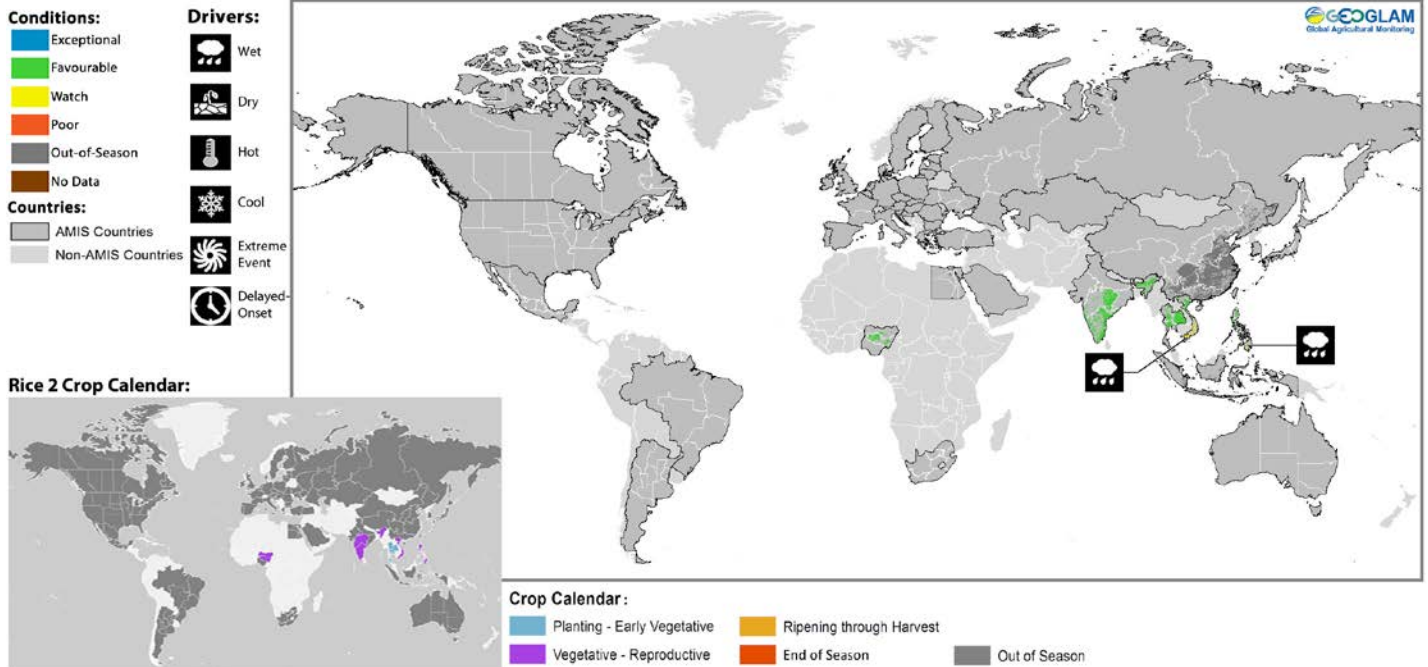 Conditions:
Exceptional
Favourable
Watch
Poor
Out-of-Season
No Data
Countries:
AMIS Countries
Non-AMIS Countries
Drivers:
Wet
Dry
Hot
Cool
Extreme
Event
Delayed-
Onset
GEOGLAM
Global Agricultural Monitoring
Rice 2 Crop Calendar:
Crop Calendar :
Planting - Early Vegetative
Ripening through Harvest
Vegetative - Reproductive
End of Season
Out of Season